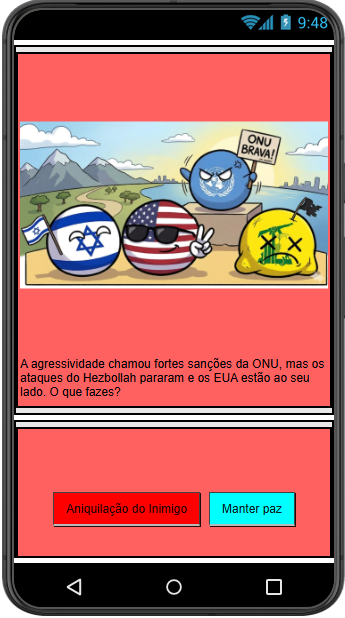 9:48
ONU
BRAVA!
A agressividade chamou fortes sanções da ONU, mas os
ataques do Hezbollah pararam e os EUA estão ao seu
lado. O que fazes?
Aniquilação do Inimigo
Manter paz